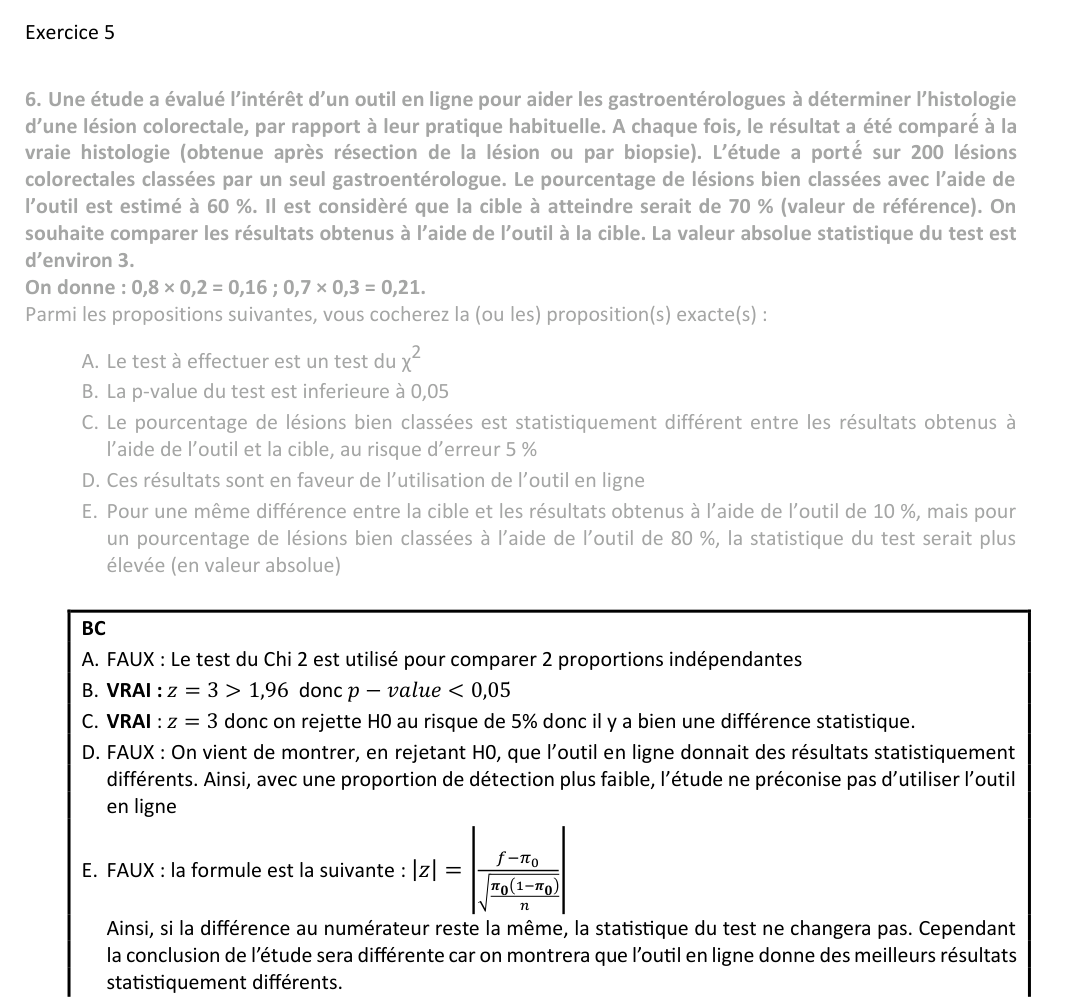 Exercice 5
6. Une étude a évalué l’intérêt d’un outil en ligne pour aider les gastroentérologues à déterminer l’histologie
d’une lésion colorectale, par rapport à leur pratique habituelle. A chaque fois, le résultat a été comparé́ à la
vraie histologie (obtenue après résection de la lésion ou par biopsie). L’étude a porté́ sur 200 lésions
colorectales classées par un seul gastroentérologue. Le pourcentage de lésions bien classées avec l’aide de
l’outil est estimé à 60 %. Il est considèré que la cible à atteindre serait de 70 % (valeur de référence). On
souhaite comparer les résultats obtenus à l’aide de l’outil à la cible. La valeur absolue statistique du test est
d’environ 3.
On donne : 0,8 × 0,2 = 0,16 ; 0,7 × 0,3 = 0,21.
Parmi les propositions suivantes, vous cocherez la (ou les) proposition(s) exacte(s) :
A. Le test à effectuer est un test du χ²
B. La p-value du test est inferieure à 0,05
C. Le pourcentage de lésions bien classées est statistiquement différent entre les résultats obtenus à
l’aide de l’outil et la cible, au risque d’erreur 5 %
D. Ces résultats sont en faveur de l’utilisation de l’outil en ligne
E. Pour une même différence entre la cible et les résultats obtenus à l’aide de l’outil de 10 %, mais pour
un pourcentage de lésions bien classées à l’aide de l’outil de 80 %, la statistique du test serait plus
élevée (en valeur absolue)
BC
A. FAUX : Le test du Chi 2 est utilisé pour comparer 2 proportions indépendantes
B. VRAI : z = 3 > 1,96 donc p − value < 0,05
C. VRAI : z = 3 donc on rejette H0 au risque de 5% donc il y a bien une différence statistique.
D. FAUX : On vient de montrer, en rejetant H0, que l’outil en ligne donnait des résultats statistiquement
différents. Ainsi, avec une proportion de détection plus faible, l’étude ne préconise pas d’utiliser l’outil
en ligne
E. FAUX : la formule est la suivante : |z| = |(f−π₀)/√(π₀(1−π₀)/n)|
Ainsi, si la différence au numérateur reste la même, la statistique du test ne changera pas. Cependant
la conclusion de l’étude sera différente car on montrera que l’outil en ligne donne des meilleurs résultats
statistiquement différents.